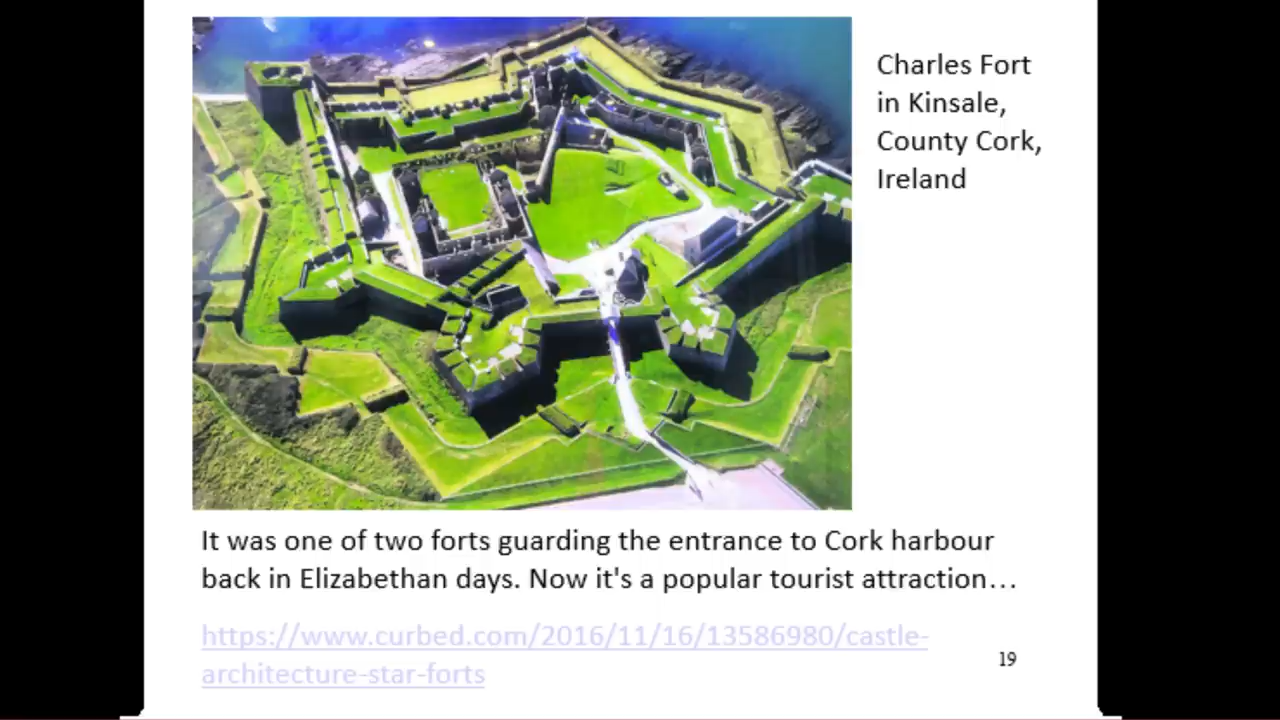 Charles Fort
in Kinsale,
County Cork,
Ireland
It was one of two forts guarding the entrance to Cork harbour
back in Elizabethan days. Now it's a popular tourist attraction…
https://www.curbed.com/2016/11/16/13586980/castle-
architecture-star-forts
19